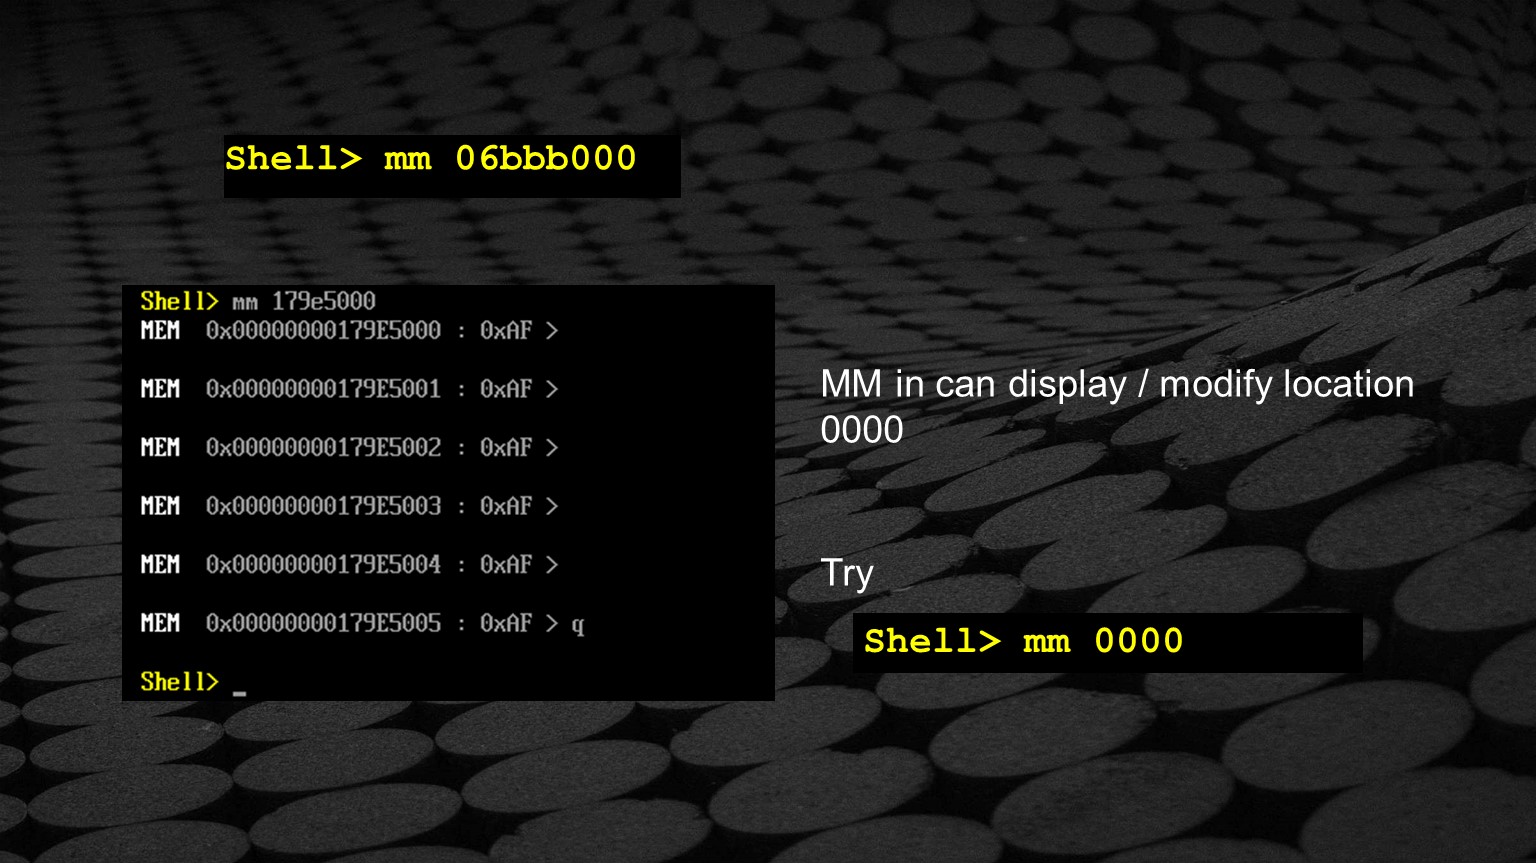 Shell> mm 06bbb000
Shell> mm 179e5000
MEM 0x00000000179E5000 : 0xAF >
MEM 0x00000000179E5001 : 0xAF >
MEM 0x00000000179E5002 : 0xAF >
MEM 0x00000000179E5003 : 0xAF >
MEM 0x00000000179E5004 : 0xAF >
MEM 0x00000000179E5005 : 0xAF > q
Shell> _
MM in can display / modify location
0000
Try
Shell> mm 0000